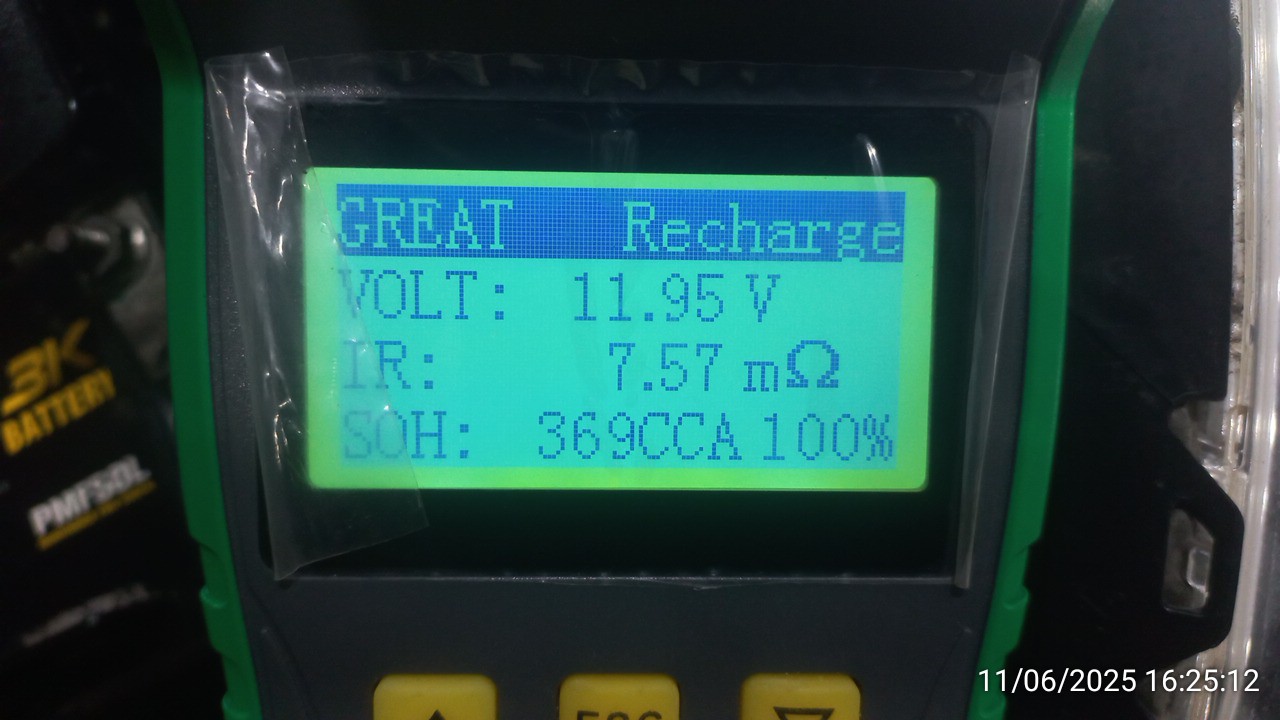 GREAT Recharge
VOLT: 11.95 V
IR: 7.57 mΩ
SOH: 369CCA 100%
3K
BATTERY
ESC
11/06/2025 16:25:12